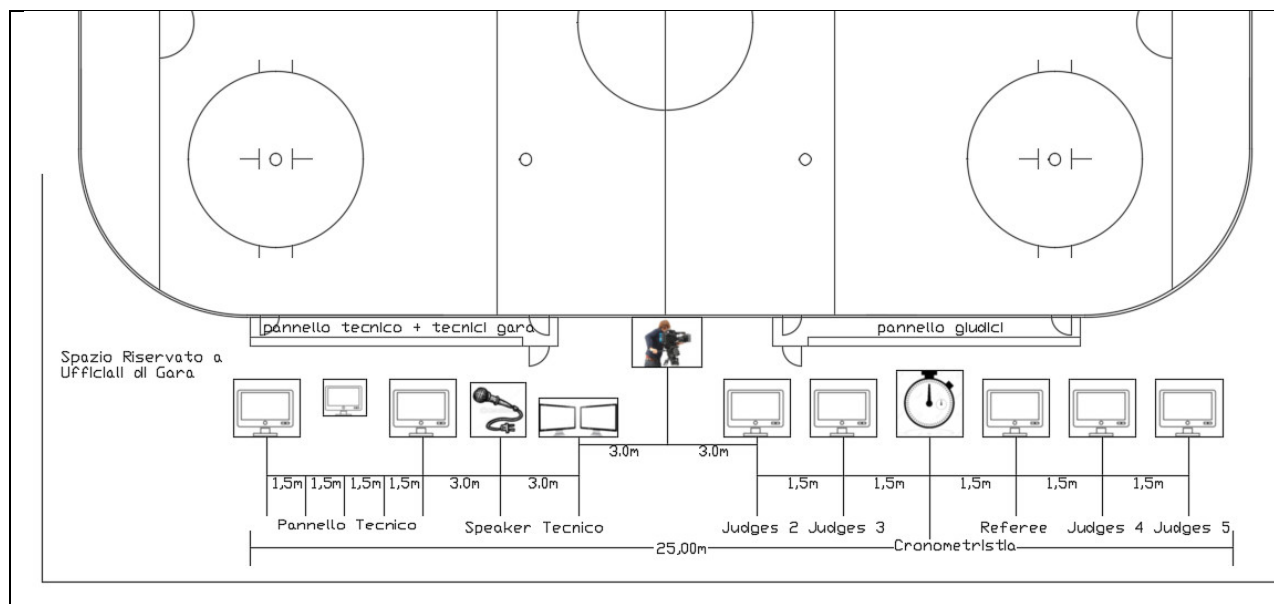 pannello tecnico + tecnici gara
pannello giudici
Spazio Riservato a
Ufficiali di Gara
3.0m 3.0m
1,5m 1,5m 1,5m 1,5m 3.0m 3.0m 1,5m 1,5m 1,5m 1,5m 1,5m
Pannello Tecnico Speaker Tecnico Judges 2 Judges 3 Referee Judges 4 Judges 5
25,00m Cronometristia